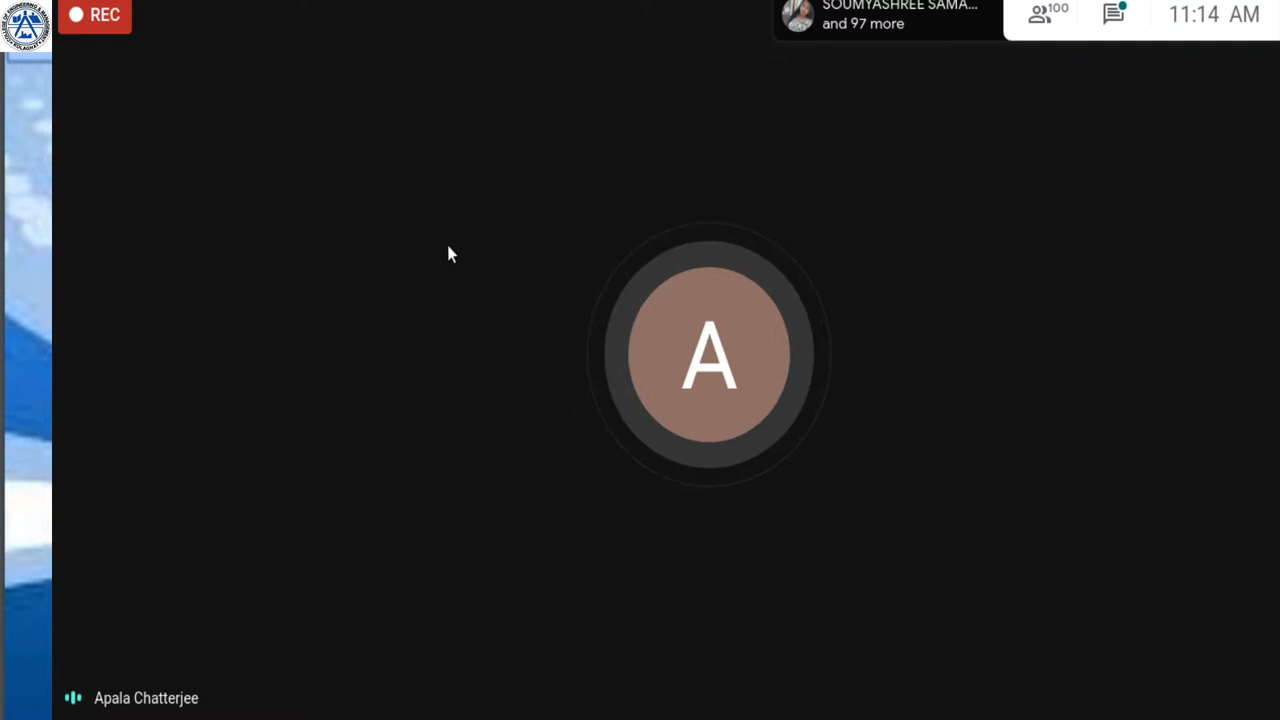 REC
SOUMYASHREE SAMA...
and 97 more
100
11:14 AM
A
Apala Chatterjee